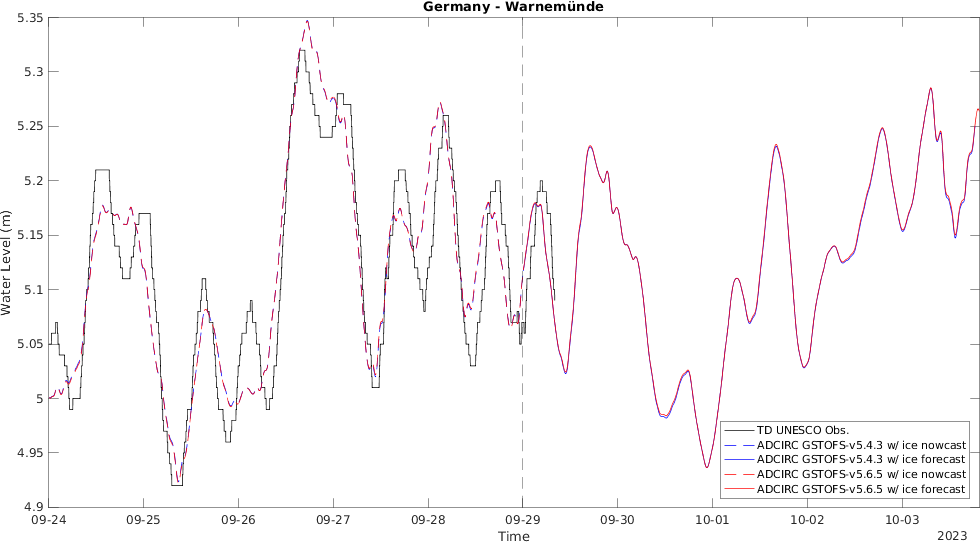 Germany - Warnemünde
5.35
5.3
5.25
5.2
5.15
5.1
5.05
5
4.95
4.9
Water Level (m)
09-24 09-25 09-26 09-27 09-28 09-29 09-30 10-01 10-02 10-03
Time
2023
TD UNESCO Obs.
ADCIRC GSTOFS-v5.4.3 w/ ice nowcast
ADCIRC GSTOFS-v5.4.3 w/ ice forecast
ADCIRC GSTOFS-v5.6.5 w/ ice nowcast
ADCIRC GSTOFS-v5.6.5 w/ ice forecast